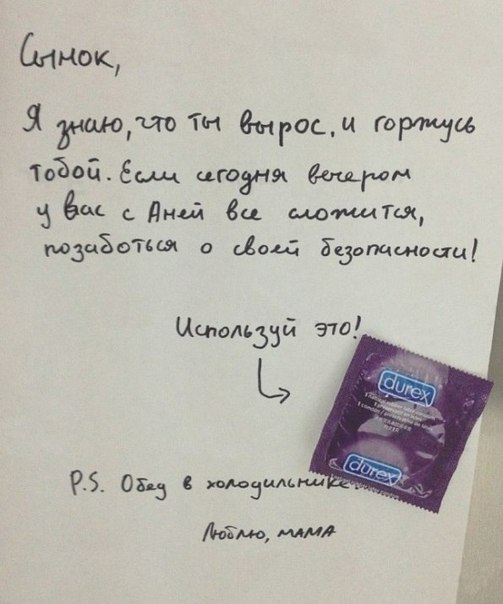 Сынок,
Я знаю, что ты вырос, и горжусь
тобой. Если сегодня вечером
у вас с Аней все сложится,
позаботься о своей безопасности!
Используй это!
durex
durex
P.S. Обед в холодильнике
Люблю, мама